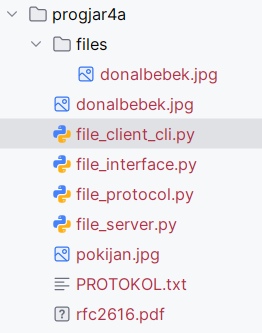 progjar4a
files
donalbebek.jpg
donalbebek.jpg
file_client_cli.py
file_interface.py
file_protocol.py
file_server.py
pokijan.jpg
PROTOKOL.txt
rfc2616.pdf